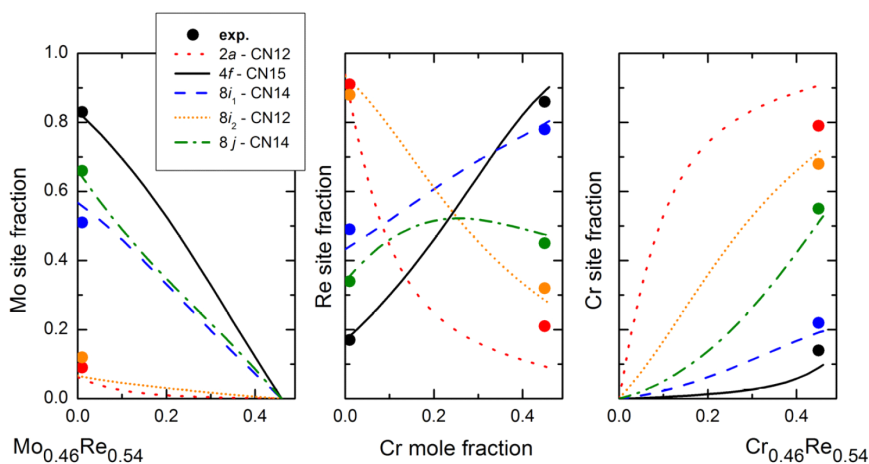 exp.
2a - CN12
4f - CN15
8i1 - CN14
8i2 - CN12
8 j - CN14
1.0
0.8
0.6
0.4
0.2
0.0
Mo site fraction
Re site fraction
Cr site fraction
0.0 0.2 0.4
0.0 0.2 0.4
0.0 0.2 0.4
Mo0.46Re0.54
Cr mole fraction
Cr0.46Re0.54